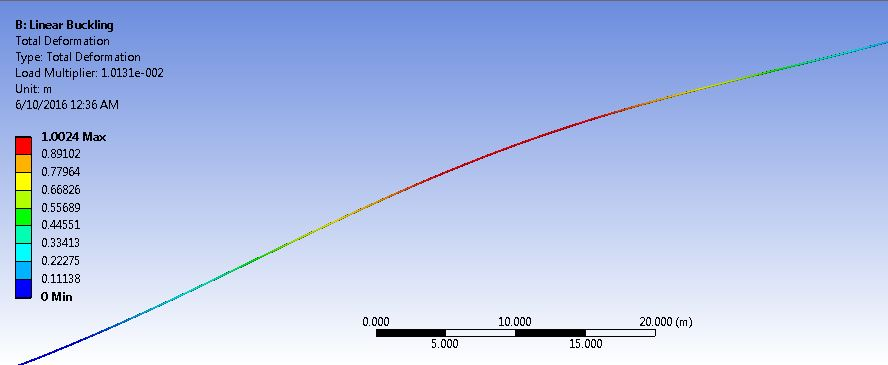 B: Linear Buckling
Total Deformation
Type: Total Deformation
Load Multiplier: 1.0131e-002
Unit: m
6/10/2016 12:36 AM
1.0024 Max
0.89102
0.77964
0.66826
0.55689
0.44551
0.33413
0.22275
0.11138
0 Min
0.000 10.000 20.000 (m)
5.000 15.000